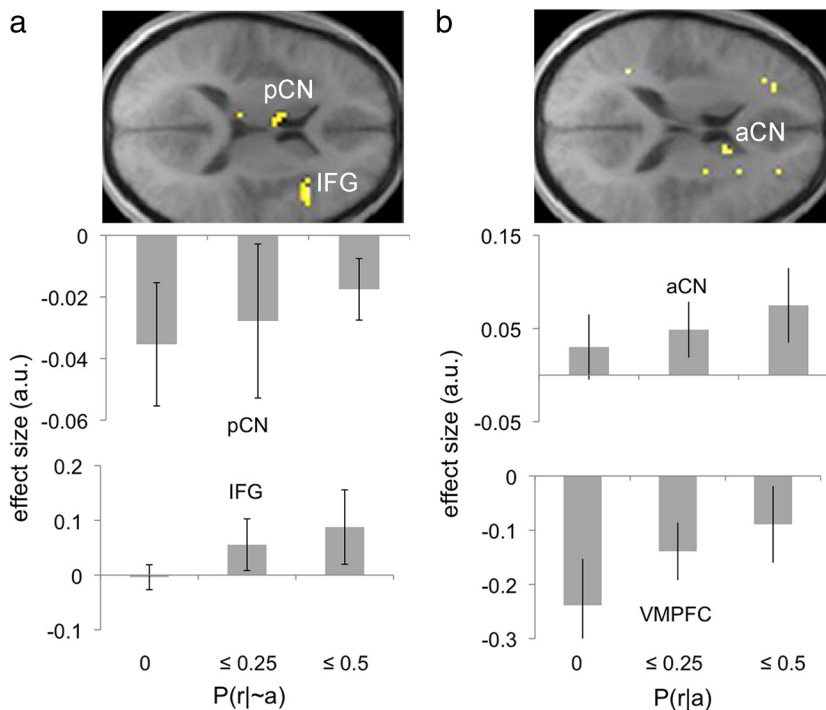 a
pCN
IFG
0
-0.02
-0.04
-0.06
pCN
effect size (a.u.)
0.2
0.1
0
-0.1
IFG
0
≤ 0.25
≤ 0.5
P(r|~a)
b
aCN
0.15
0.05
-0.05
aCN
effect size (a.u.)
0
-0.1
-0.2
-0.3
VMPFC
0
≤ 0.25
≤ 0.5
P(r|a)